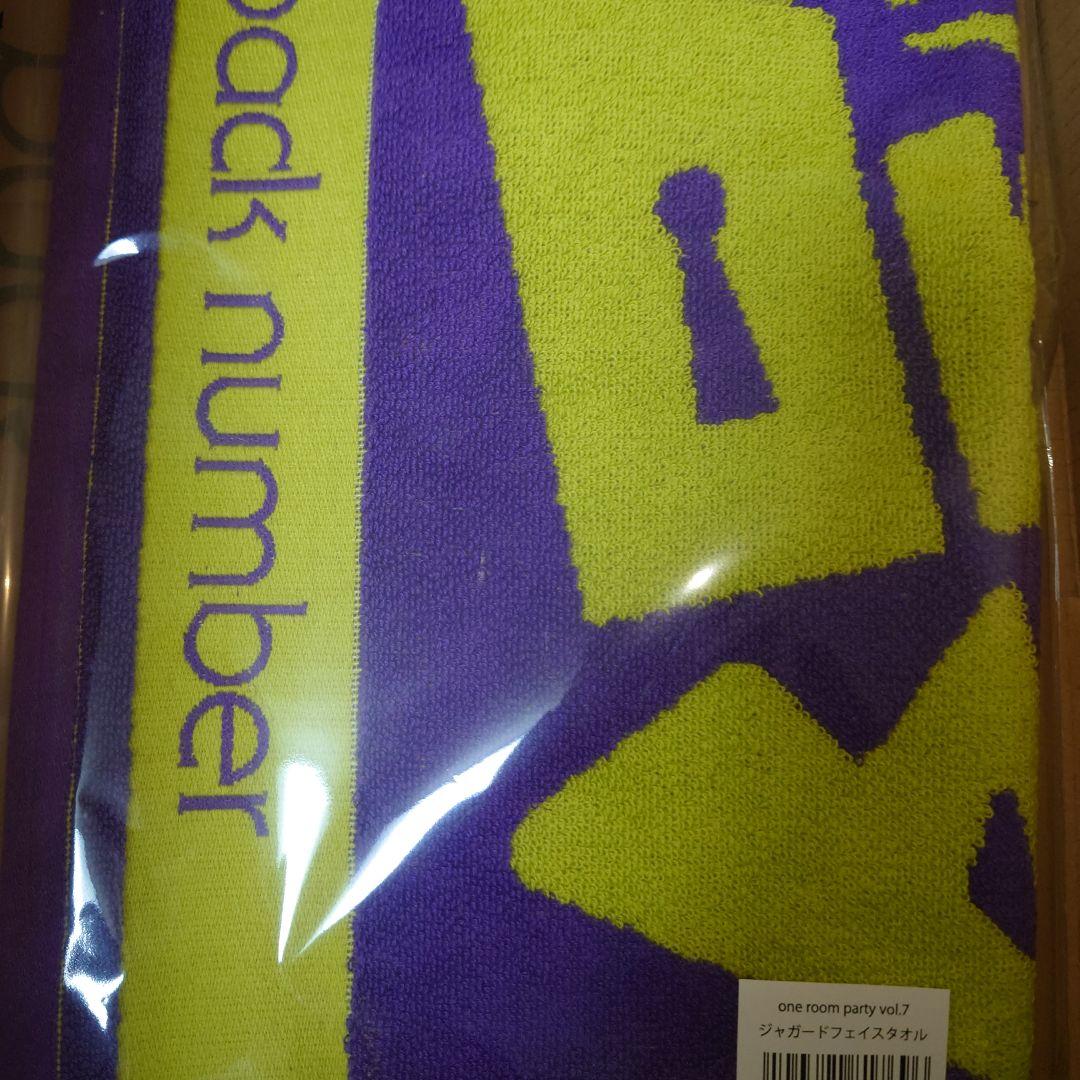 back number
one room party vol.7
ジャガードフェイスタオル